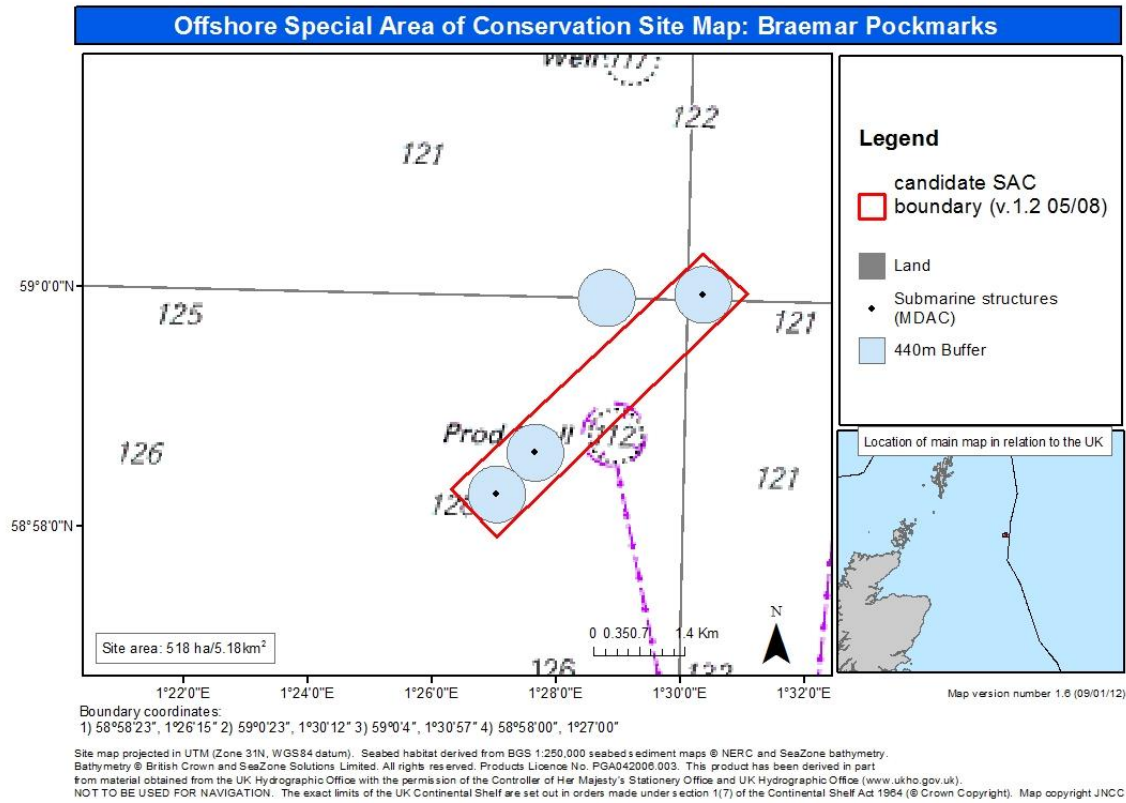 Offshore Special Area of Conservation Site Map: Braemar Pockmarks
122
121
59°0'0"N
125
121
Prod
112
126
121
58°58'0"N
Site area: 518 ha/5.18km²
0 0.35 0.7 1.4 Km
N
126
1°22'0"E 1°24'0"E 1°26'0"E 1°28'0"E 1°30'0"E 1°32'0"E
Legend
candidate SAC
boundary (v.1.2 05/08)
Land
Submarine structures
(MDAC)
440m Buffer
Location of main map in relation to the UK
Map version number 1.6 (09/01/12)
Boundary coordinates:
1) 58°58'23", 1°26'15" 2) 59°0'23", 1°30'12" 3) 59°0'4", 1°30'57" 4) 58°58'00", 1°27'00"
Site map projected in UTM (Zone 31N, WGS84 datum). Seabed habitat derived from BGS 1:250,000 seabed sediment maps © NERC and SeaZone bathymetry.
Bathymetry © British Crown and SeaZone Solutions Limited. All rights reserved. Products Licence No. PGA042006.003. This product has been derived in part
from material obtained from the UK Hydrographic Office with the permission of the Controller of Her Majesty's Stationery Office and UK Hydrographic Office (www.ukho.gov.uk).
NOT TO BE USED FOR NAVIGATION. The exact limits of the UK Continental Shelf are set out in orders made under section 1(7) of the Continental Shelf Act 1964 (© Crown Copyright). Map copyright JNCC